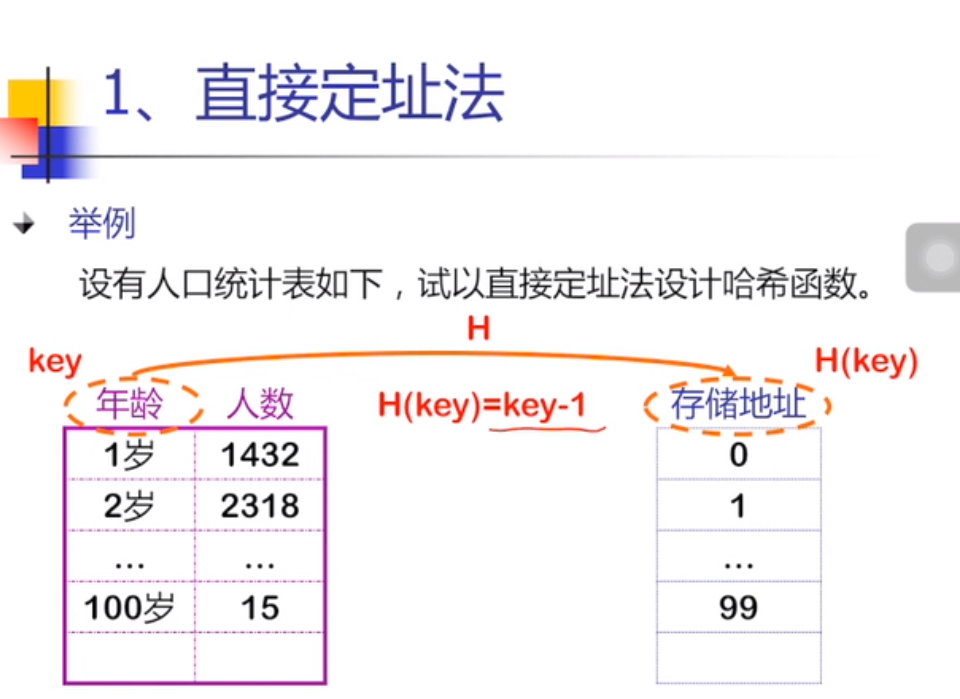 1、直接定址法
举例
设有人口统计表如下，试以直接定址法设计哈希函数。
H
key H(key)
年龄 人数 H(key)=key-1 存储地址
1岁 1432 0
2岁 2318 1
... ... ...
100岁 15 99